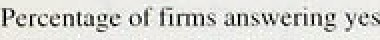 Percentage of firms answering yes